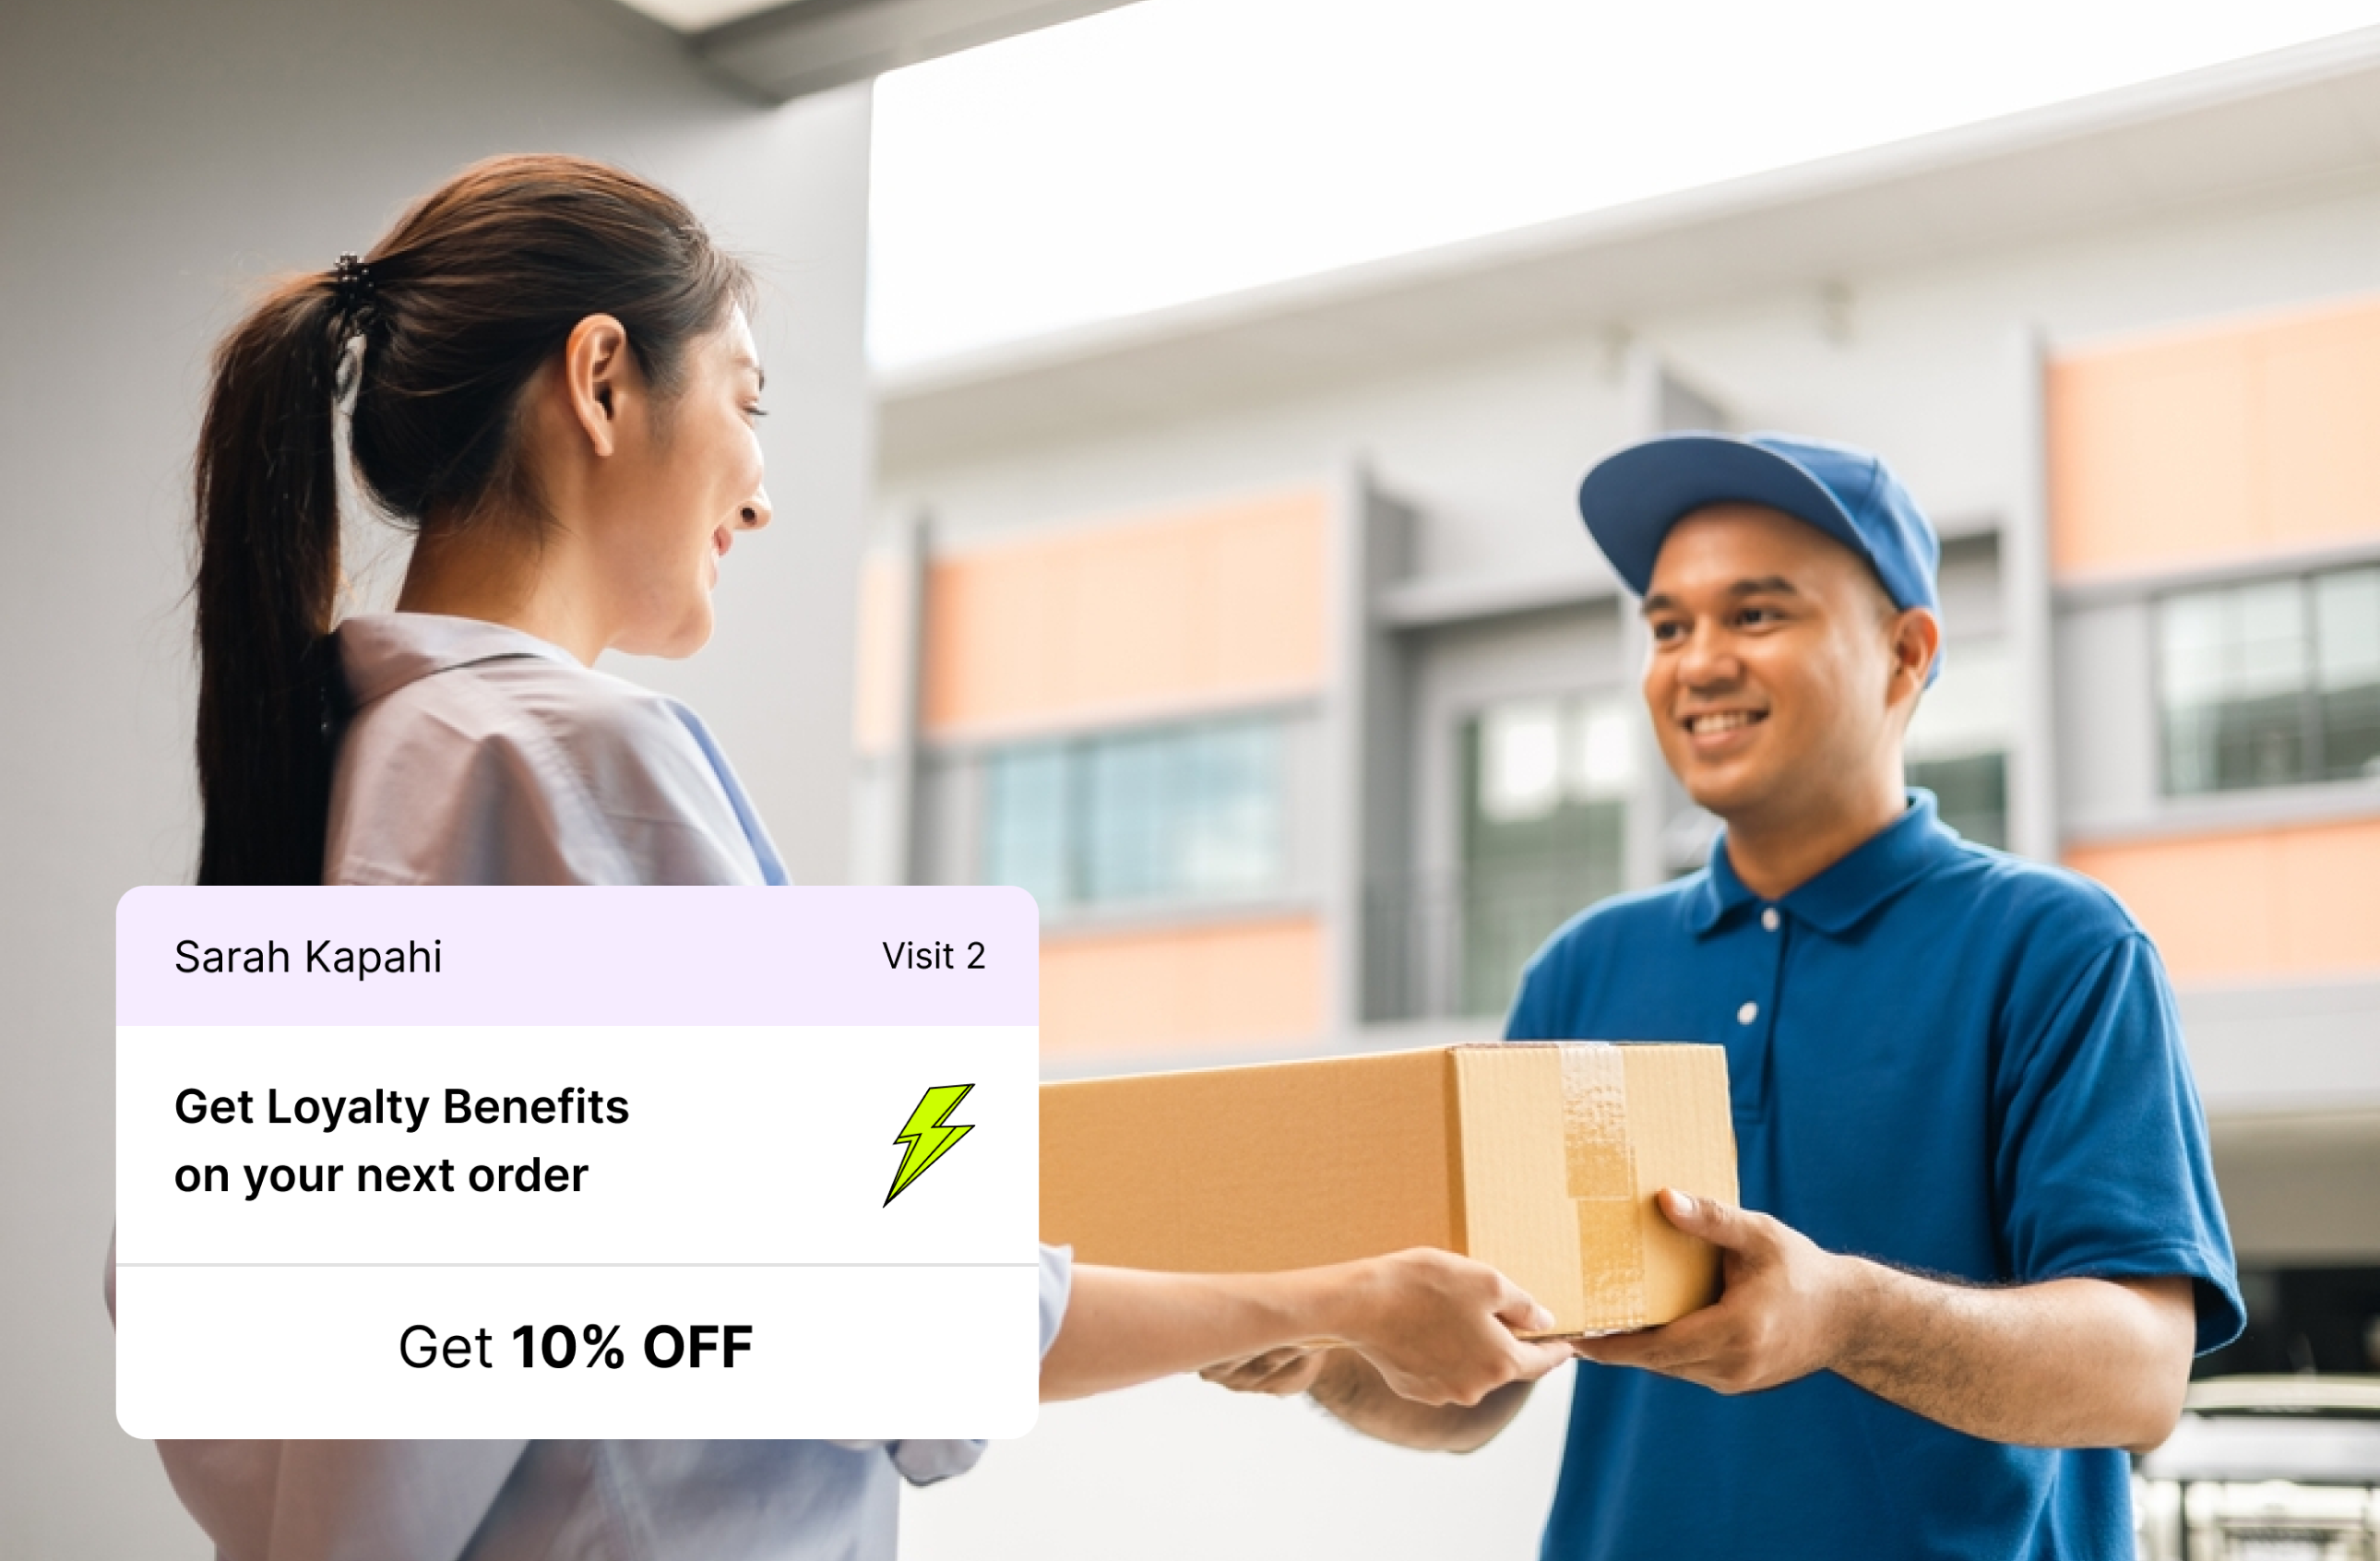 Sarah Kapahi
Visit 2
Get Loyalty Benefits
on your next order
Get 10% OFF